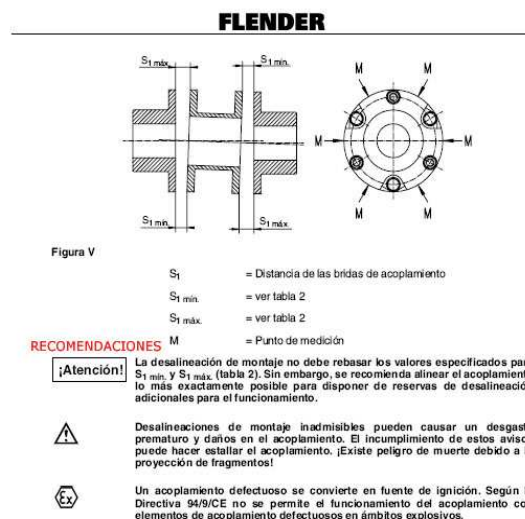 FLENDER
S1 máx.
S1 mín.
M
M
M
M
M
M
S1 mín.
S1 máx.
Figura V
S1 = Distancia de las bridas de acoplamiento
S1 mín. = ver tabla 2
S1 máx. = ver tabla 2
RECOMENDACIONES M = Punto de medición
¡Atención!
La desalineación de montaje no debe rebasar los valores especificados par
S1 mín. y S1 máx. (tabla 2). Sin embargo, se recomienda alinear el acoplamient
lo más exactamente posible para disponer de reservas de desalineació
adicionales para el funcionamiento.
Desalineaciones de montaje inadmisibles pueden causar un desgast
prematuro y daños en el acoplamiento. El incumplimiento de estos aviso
puede hacer estallar el acoplamiento. ¡Existe peligro de muerte debido a l
proyección de fragmentos!
Ex
Un acoplamiento defectuoso se convierte en fuente de ignición. Según l
Directiva 94/9/CE no se permite el funcionamiento del acoplamiento co
elementos de acoplamiento defectuosos en ámbitos explosivos.